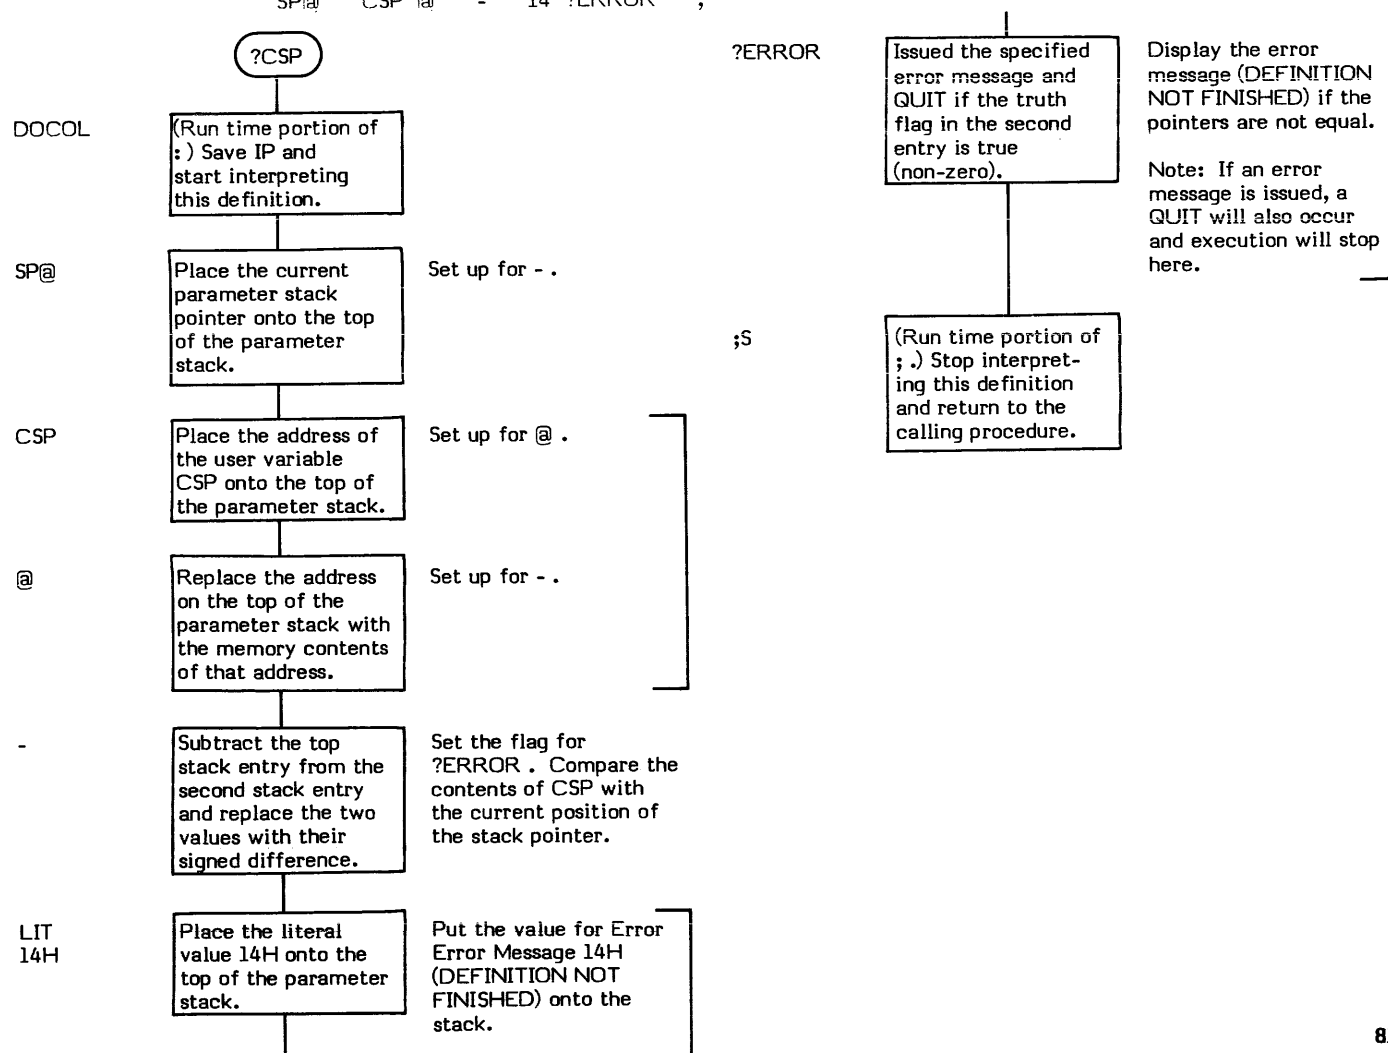 SP@ CSP @ - 14 ?ERROR ;
?CSP
DOCOL
(Run time portion of
: ) Save IP and
start interpreting
this definition.
SP@
Place the current
parameter stack
pointer onto the top
of the parameter
stack.
Set up for - .
CSP
Place the address of
the user variable
CSP onto the top of
the parameter stack.
Set up for @ .
@
Replace the address
on the top of the
parameter stack with
the memory contents
of that address.
Set up for - .
-
Subtract the top
stack entry from the
second stack entry
and replace the two
values with their
signed difference.
Set the flag for
?ERROR . Compare the
contents of CSP with
the current position of
the stack pointer.
LIT
14H
Place the literal
value 14H onto the
top of the parameter
stack.
Put the value for Error
Error Message 14H
(DEFINITION NOT
FINISHED) onto the
stack.
?ERROR
Issued the specified
error message and
QUIT if the truth
flag in the second
entry is true
(non-zero).
Display the error
message (DEFINITION
NOT FINISHED) if the
pointers are not equal.
Note: If an error
message is issued, a
QUIT will also occur
and execution will stop
here.
;S
(Run time portion of
; .) Stop interpret-
ing this definition
and return to the
calling procedure.
8